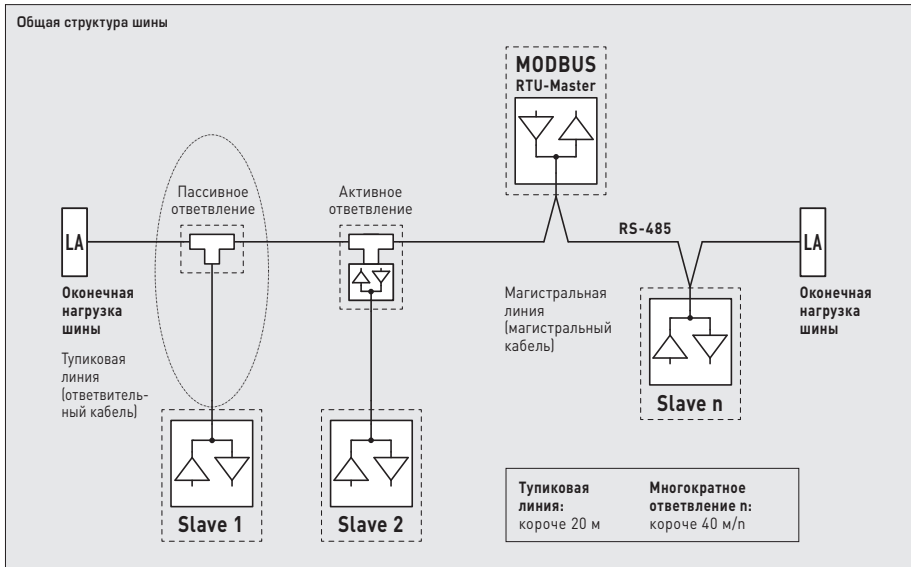 Общая структура шины
MODBUS
RTU-Master
Пассивное
ответвление
Активное
ответвление
RS-485
LA
LA
Оконечная
нагрузка
шины
Тупиковая
линия
(ответвитель-
ный кабель)
Магистральная
линия
(магистральный
кабель)
Оконечная
нагрузка
шины
Slave n
Slave 1
Slave 2
Тупиковая
линия:
короче 20 м
Многократное
ответвление n:
короче 40 м/n